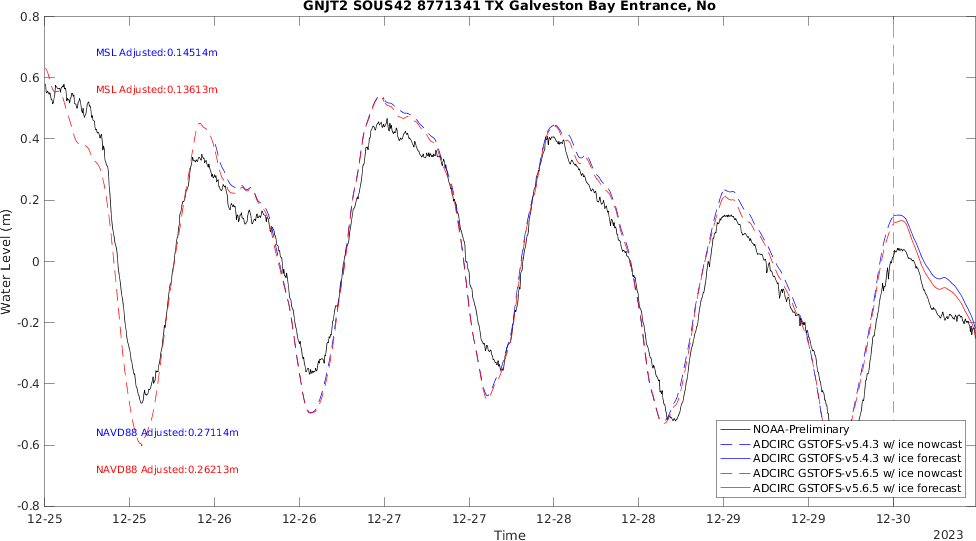 GNJT2 SOUS42 8771341 TX Galveston Bay Entrance, No
0.8
MSL Adjusted:0.14514m
0.6
MSL Adjusted:0.13613m
0.4
0.2
Water Level (m)
0
-0.2
-0.4
NAVD88 Adjusted:0.27114m
-0.6
NAVD88 Adjusted:0.26213m
-0.8
NOAA-Preliminary
ADCIRC GSTOFS-v5.4.3 w/ ice nowcast
ADCIRC GSTOFS-v5.4.3 w/ ice forecast
ADCIRC GSTOFS-v5.6.5 w/ ice nowcast
ADCIRC GSTOFS-v5.6.5 w/ ice forecast
12-25 12-25 12-26 12-26 12-27 12-27 12-28 12-28 12-29 12-29 12-30
Time
2023